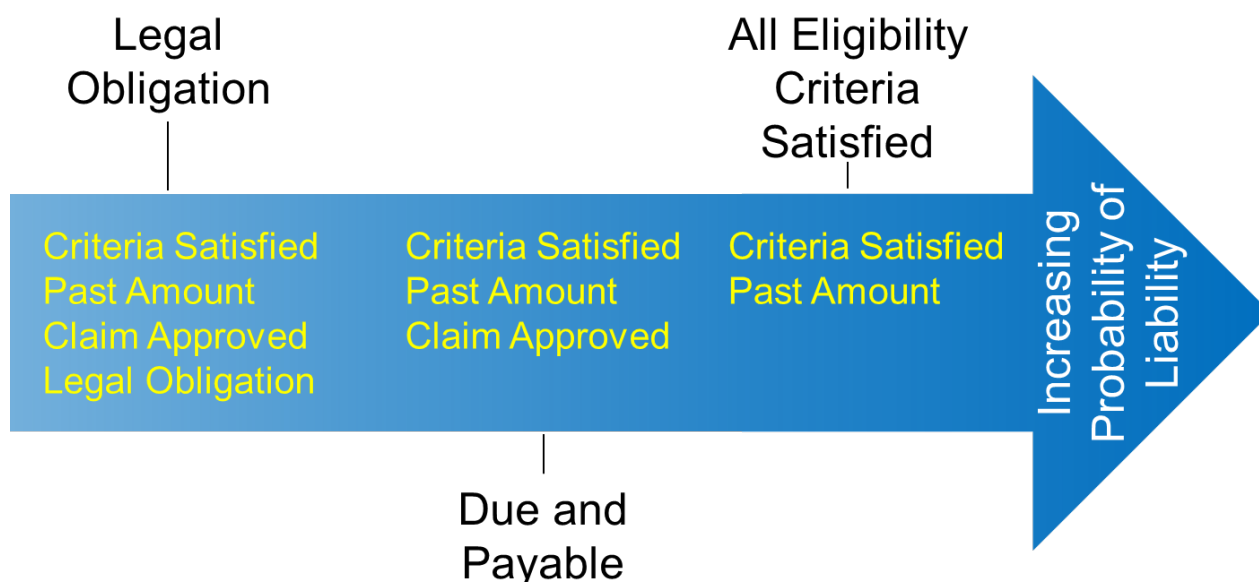 Legal
Obligation
All Eligibility
Criteria
Satisfied
Criteria Satisfied
Past Amount
Claim Approved
Legal Obligation
Criteria Satisfied
Past Amount
Claim Approved
Criteria Satisfied
Past Amount
Increasing
Probability of
Liability
Due and
Payable